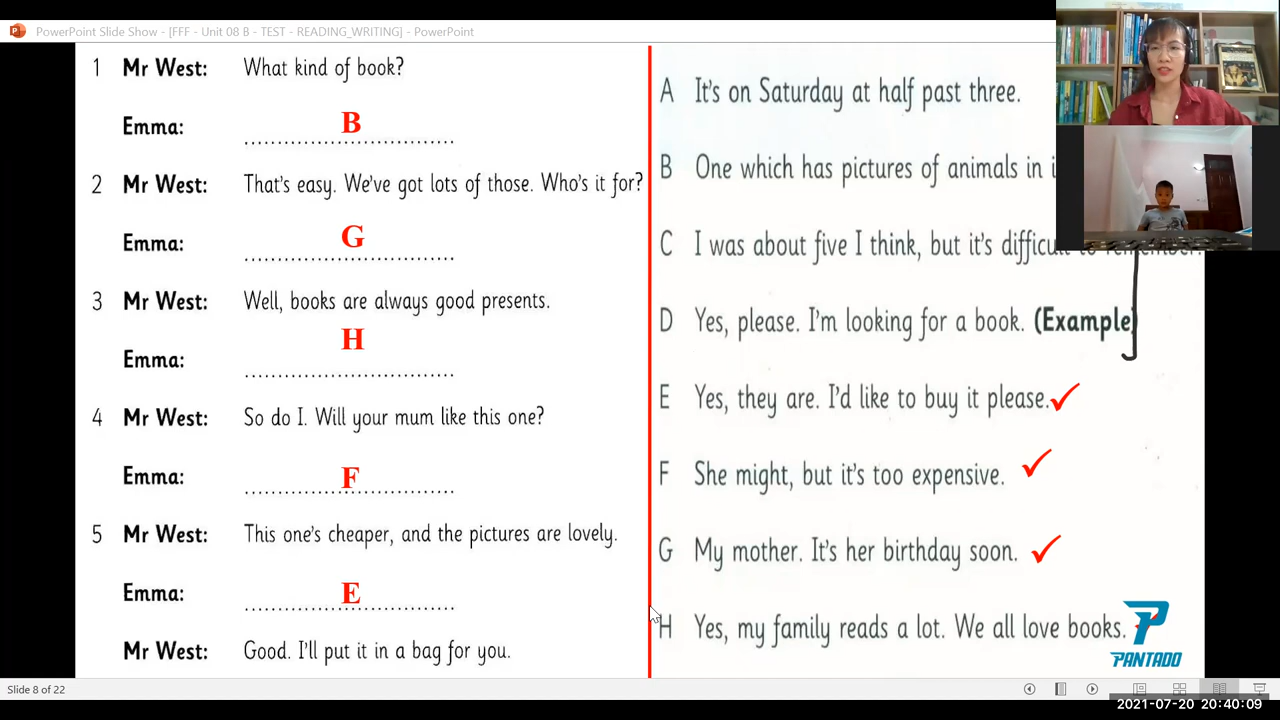 PowerPoint Slide Show - [FFF - Unit 08 B - TEST - READING_WRITING] - PowerPoint
1 Mr West: What kind of book?
Emma: B
2 Mr West: That's easy. We've got lots of those. Who's it for?
Emma: G
3 Mr West: Well, books are always good presents.
Emma: H
4 Mr West: So do I. Will your mum like this one?
Emma: F
5 Mr West: This one's cheaper, and the pictures are lovely.
Emma: E
Mr West: Good. I'll put it in a bag for you.
A It's on Saturday at half past three.
B One which has pictures of animals in
C I was about five I think, but it's difficult to remember.
D Yes, please. I'm looking for a book. (Example)
E Yes, they are. I'd like to buy it please.
F She might, but it's too expensive.
G My mother. It's her birthday soon.
H Yes, my family reads a lot. We all love books.
PANTADO
Slide 8 of 22
2021-07-20 20:40:09